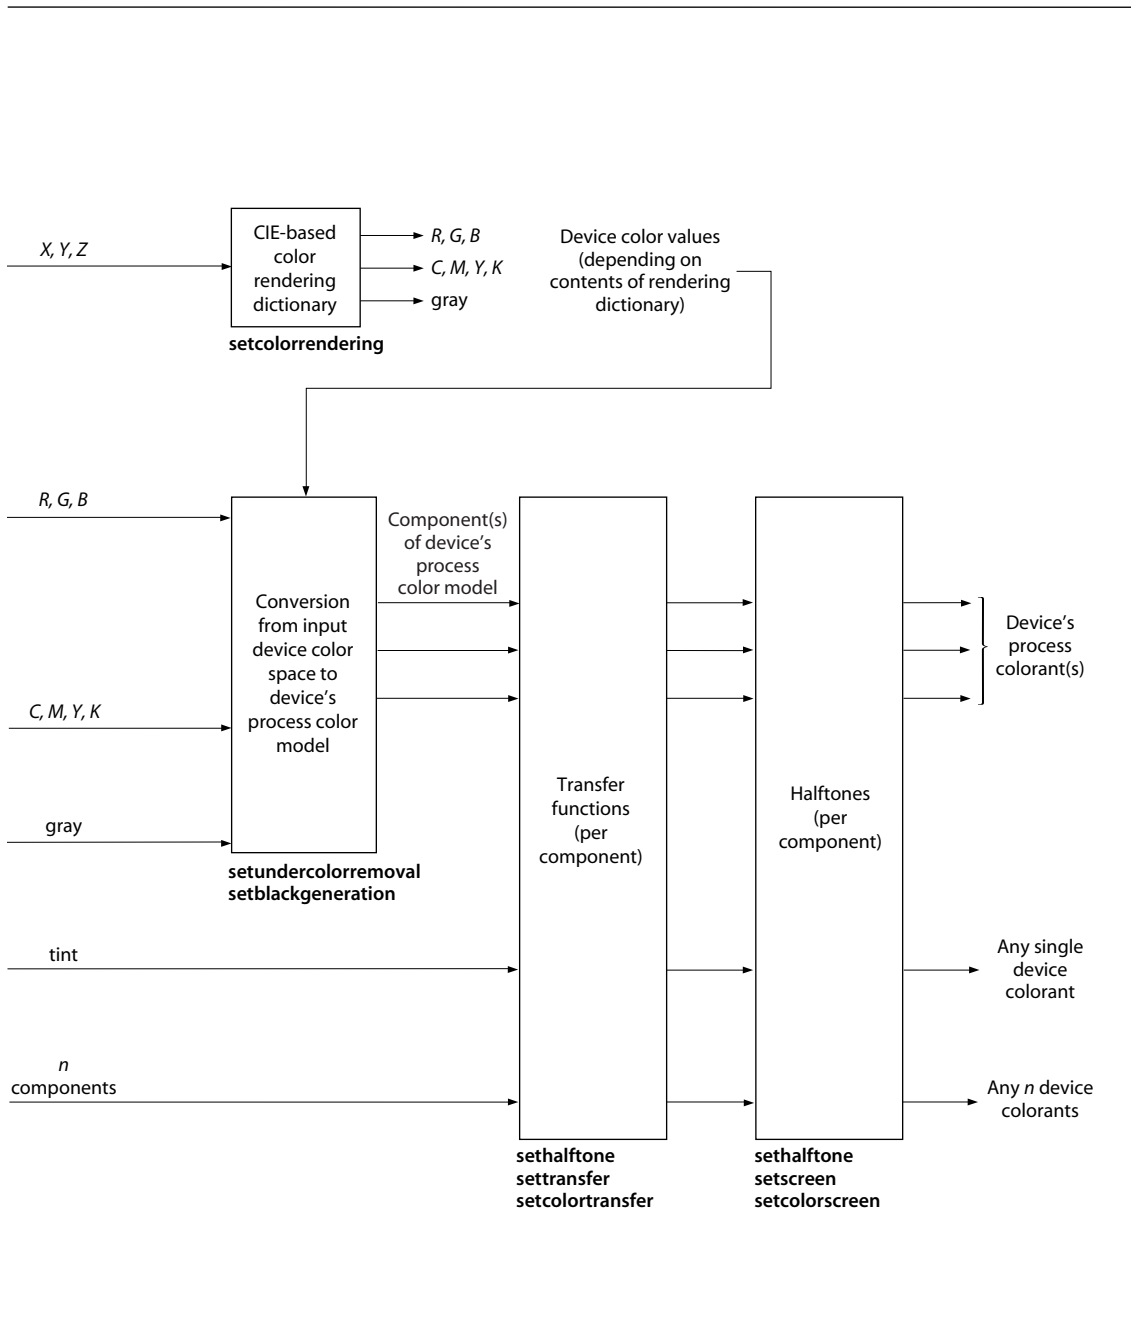 X, Y, Z
CIE-based
color
rendering
dictionary
setcolorrendering
R, G, B
C, M, Y, K
gray
Device color values
(depending on
contents of rendering
dictionary)
R, G, B
C, M, Y, K
gray
Conversion
from input
device color
space to
device’s
process color
model
setundercolorremoval
setblackgeneration
Component(s)
of device’s
process
color model
tint
n
components
Transfer
functions
(per
component)
sethalftone
settransfer
setcolortransfer
Halftones
(per
component)
sethalftone
setscreen
setcolorscreen
Device’s
process
colorant(s)
Any single
device
colorant
Any n device
colorants